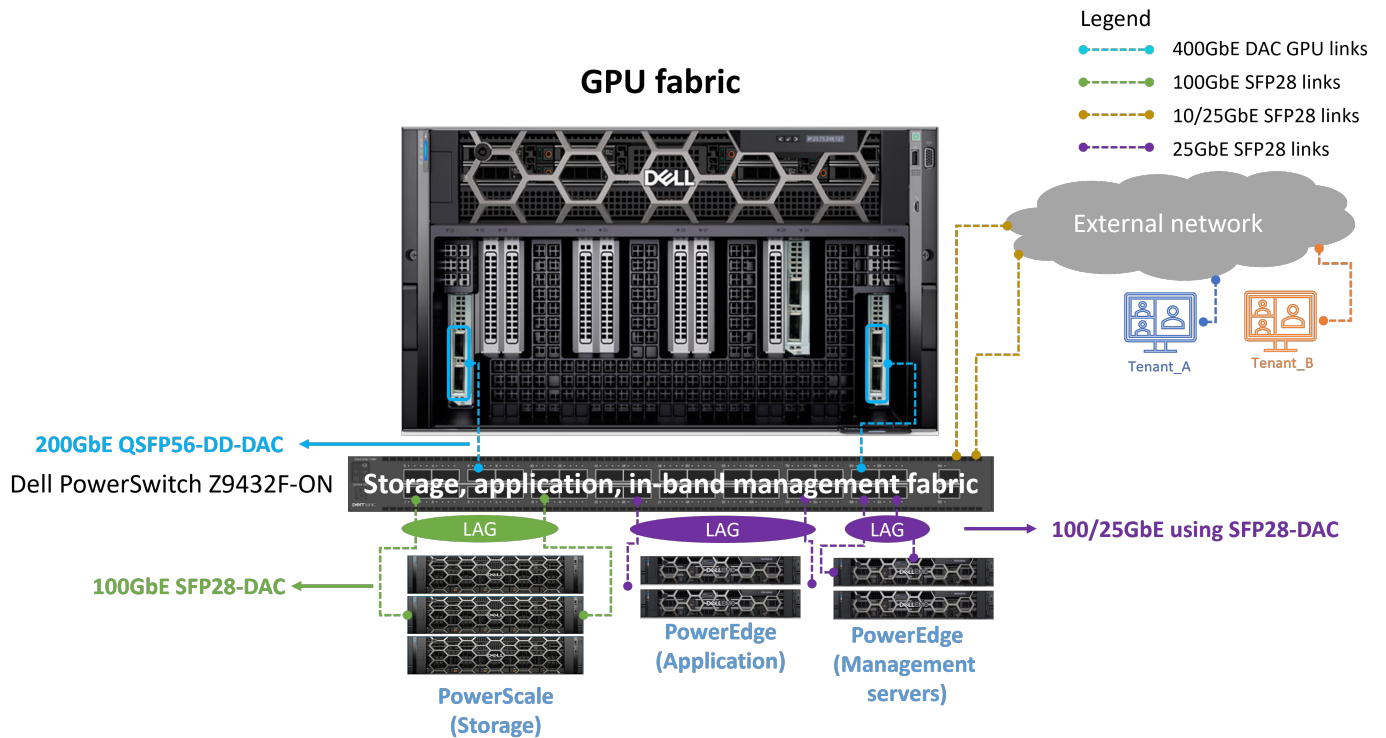 Legend
400GbE DAC GPU links
100GbE SFP28 links
10/25GbE SFP28 links
25GbE SFP28 links
GPU fabric
DELL
External network
Tenant_A
Tenant_B
200GbE QSFP56-DD-DAC
Dell PowerSwitch Z9432F-ON
Storage, application, in-band management fabric
LAG
LAG
LAG
100/25GbE using SFP28-DAC
100GbE SFP28-DAC
PowerEdge
(Application)
PowerEdge
(Management
servers)
PowerScale
(Storage)